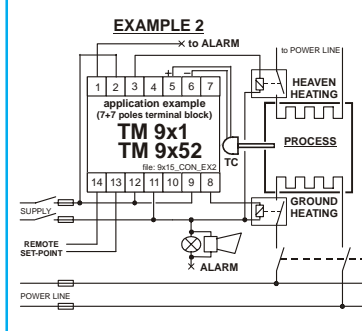 EXAMPLE 2
to ALARM
to POWER LINE
1 2 3 4 5 6 7
+ -
HEAVEN
HEATING
application example
(7+7 poles terminal block)
TM 9x1
TM 9x52
file: 9x15_CON_EX2
TC
PROCESS
14 13 12 11 10 9 8
SUPPLY
GROUND
HEATING
REMOTE
SET-POINT
ALARM
POWER LINE